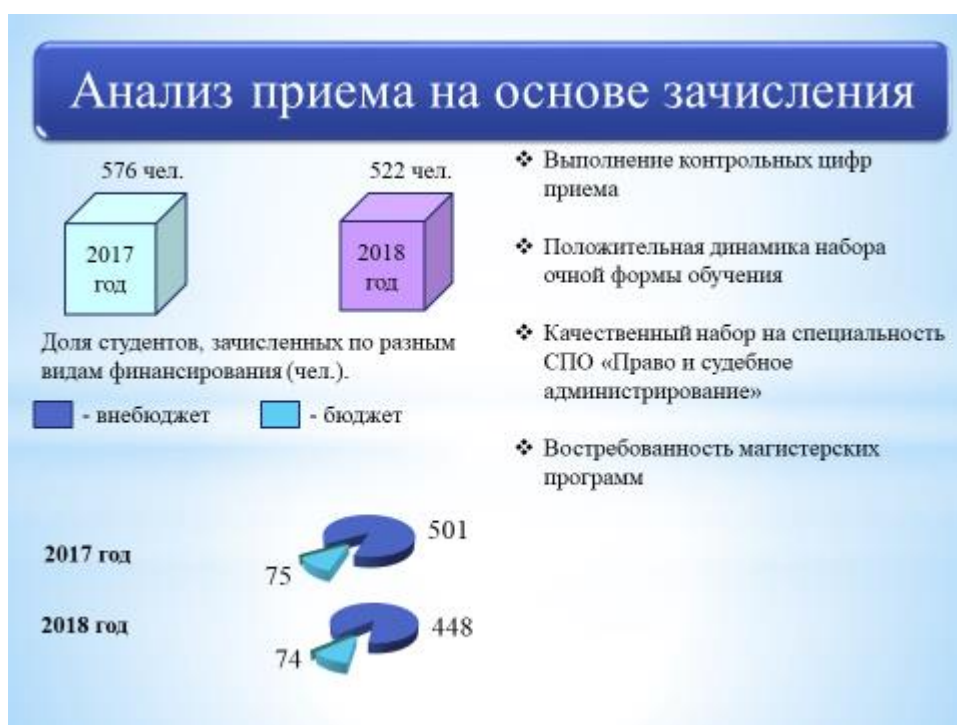 Анализ приема на основе зачисления
576 чел.
522 чел.
2017
год
2018
год
Доля студентов, зачисленных по разным
видам финансирования (чел.).
- внебюджет
- бюджет
2017 год
501
75
2018 год
448
74
❖ Выполнение контрольных цифр
приема
❖ Положительная динамика набора
очной формы обучения
❖ Качественный набор на специальность
СПО «Право и судебное
администрирование»
❖ Востребованность магистерских
программ